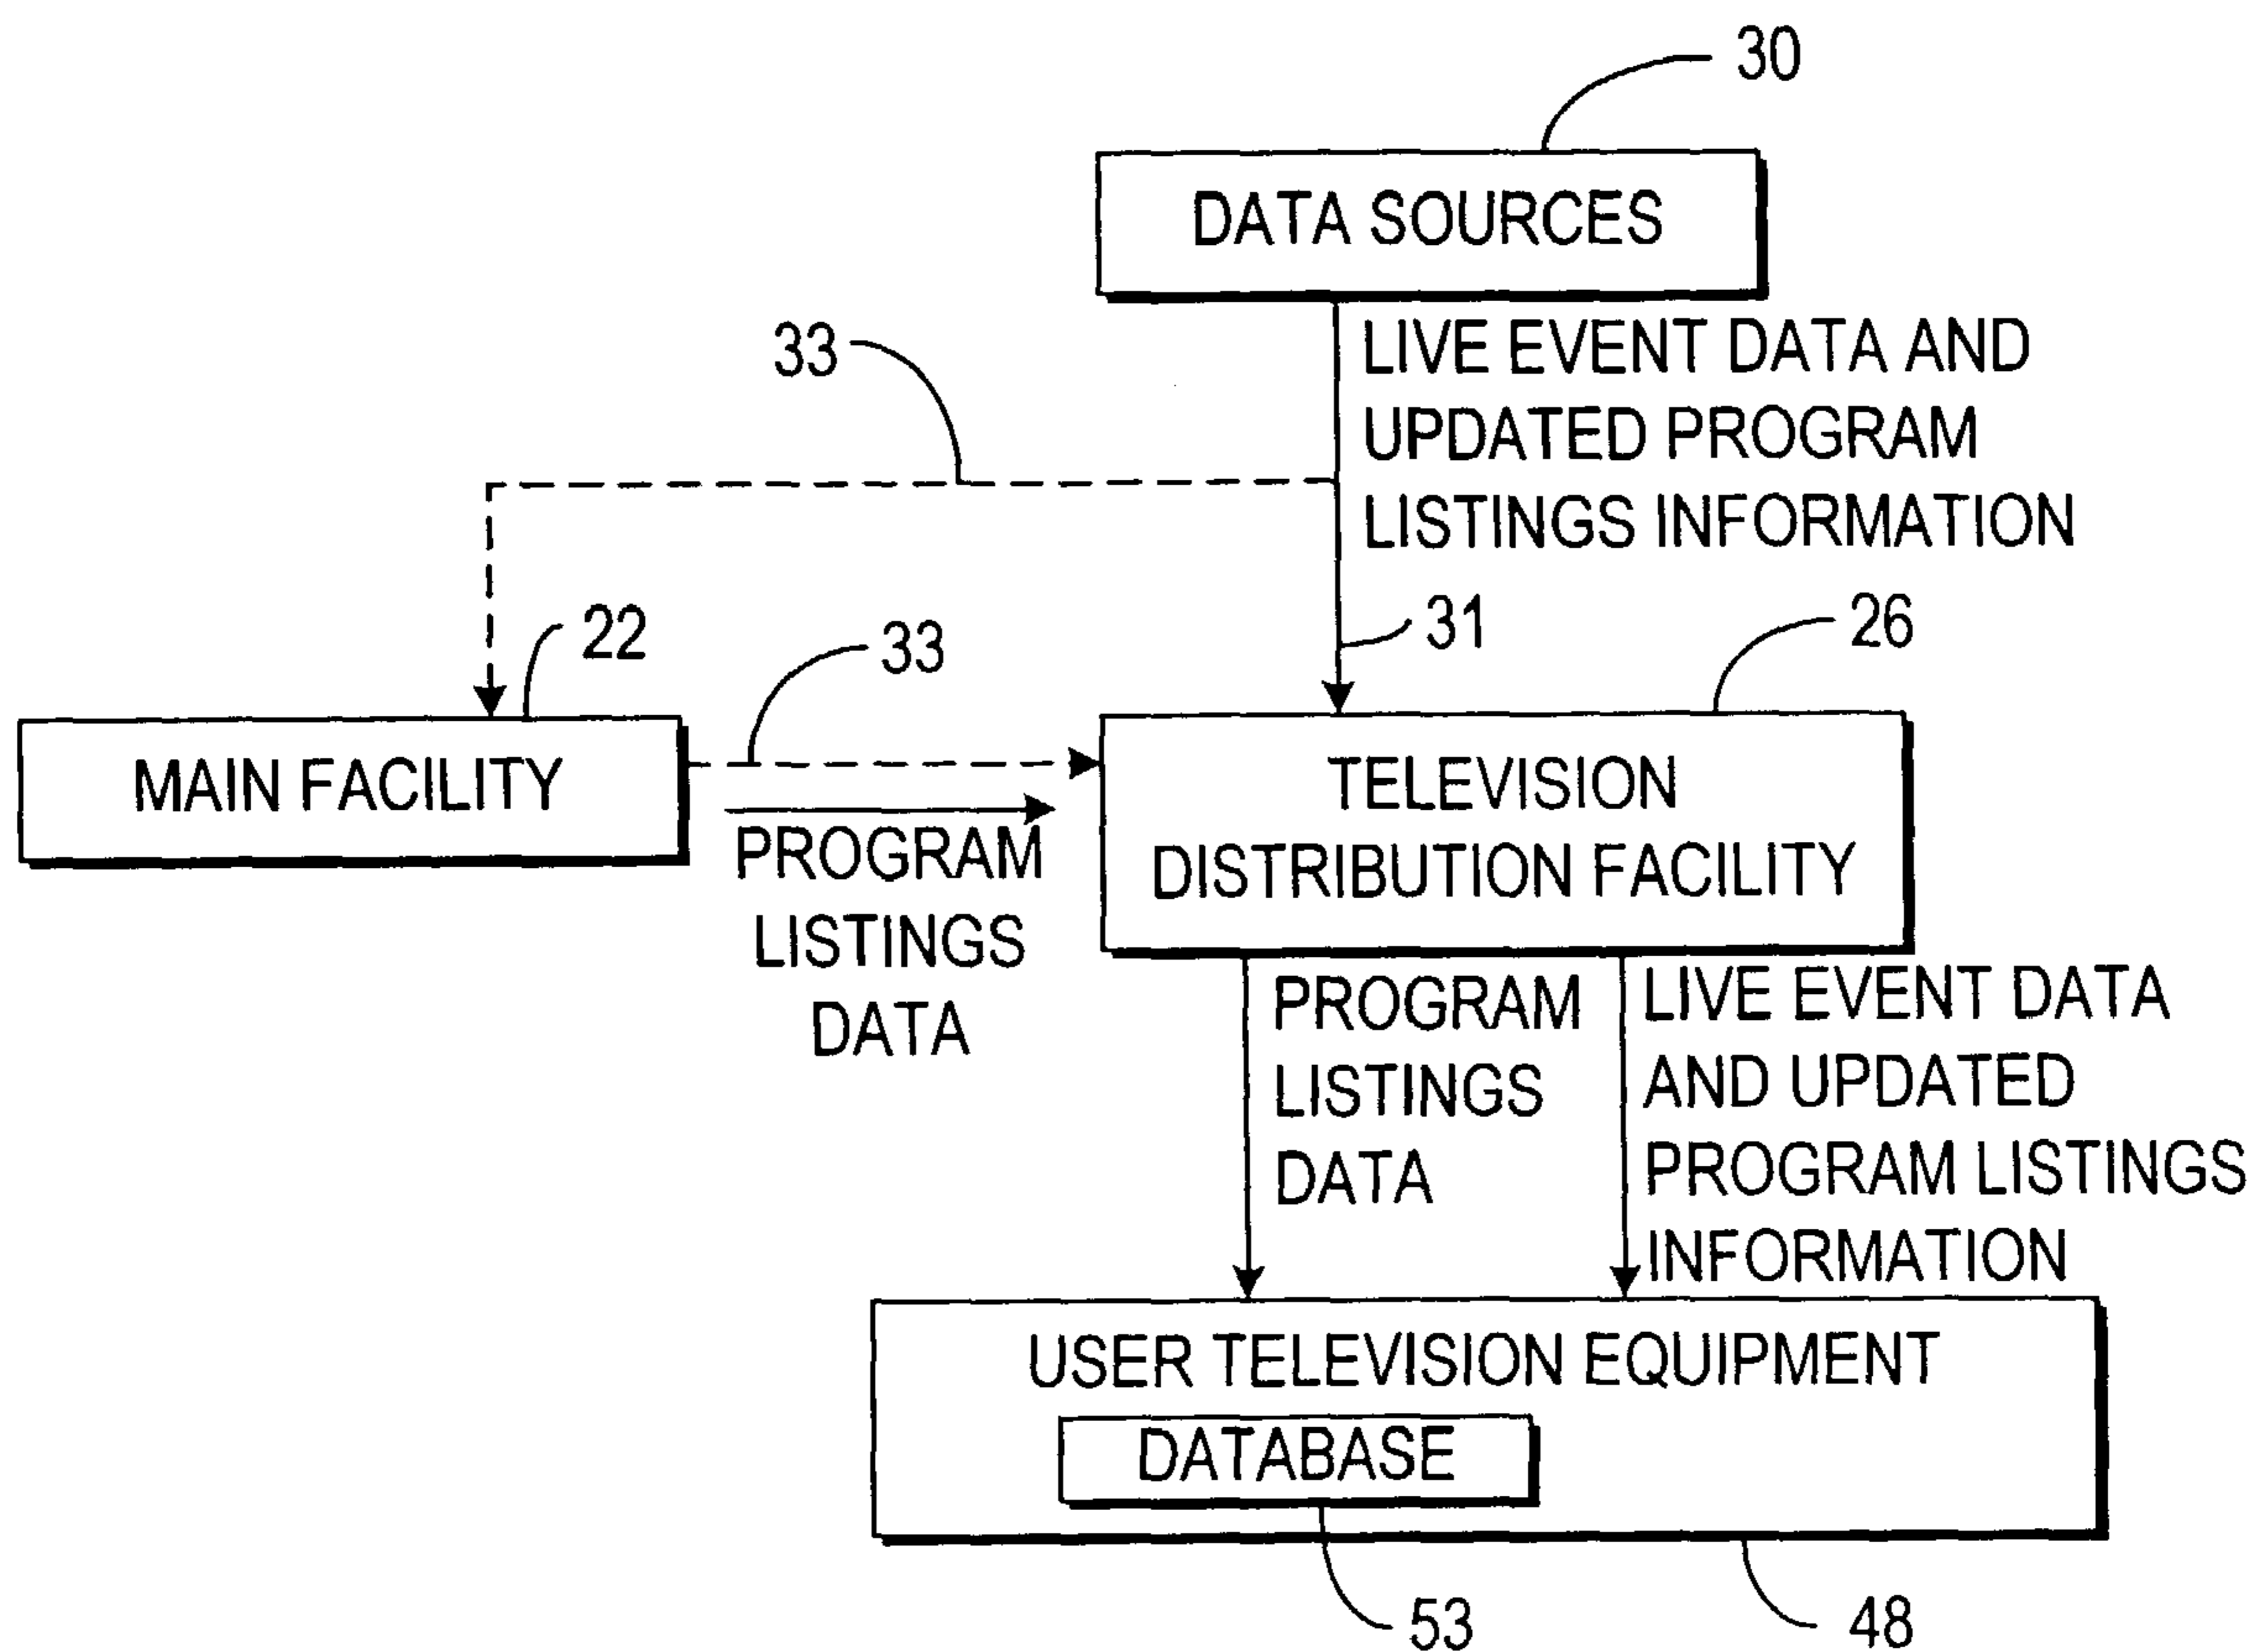 30
DATA SOURCES
33
LIVE EVENT DATA AND
UPDATED PROGRAM
LISTINGS INFORMATION
22
33
31
26
MAIN FACILITY
PROGRAM
LISTINGS
DATA
TELEVISION
DISTRIBUTION FACILITY
PROGRAM
LISTINGS
DATA
LIVE EVENT DATA
AND UPDATED
PROGRAM LISTINGS
INFORMATION
USER TELEVISION EQUIPMENT
DATABASE
53
48